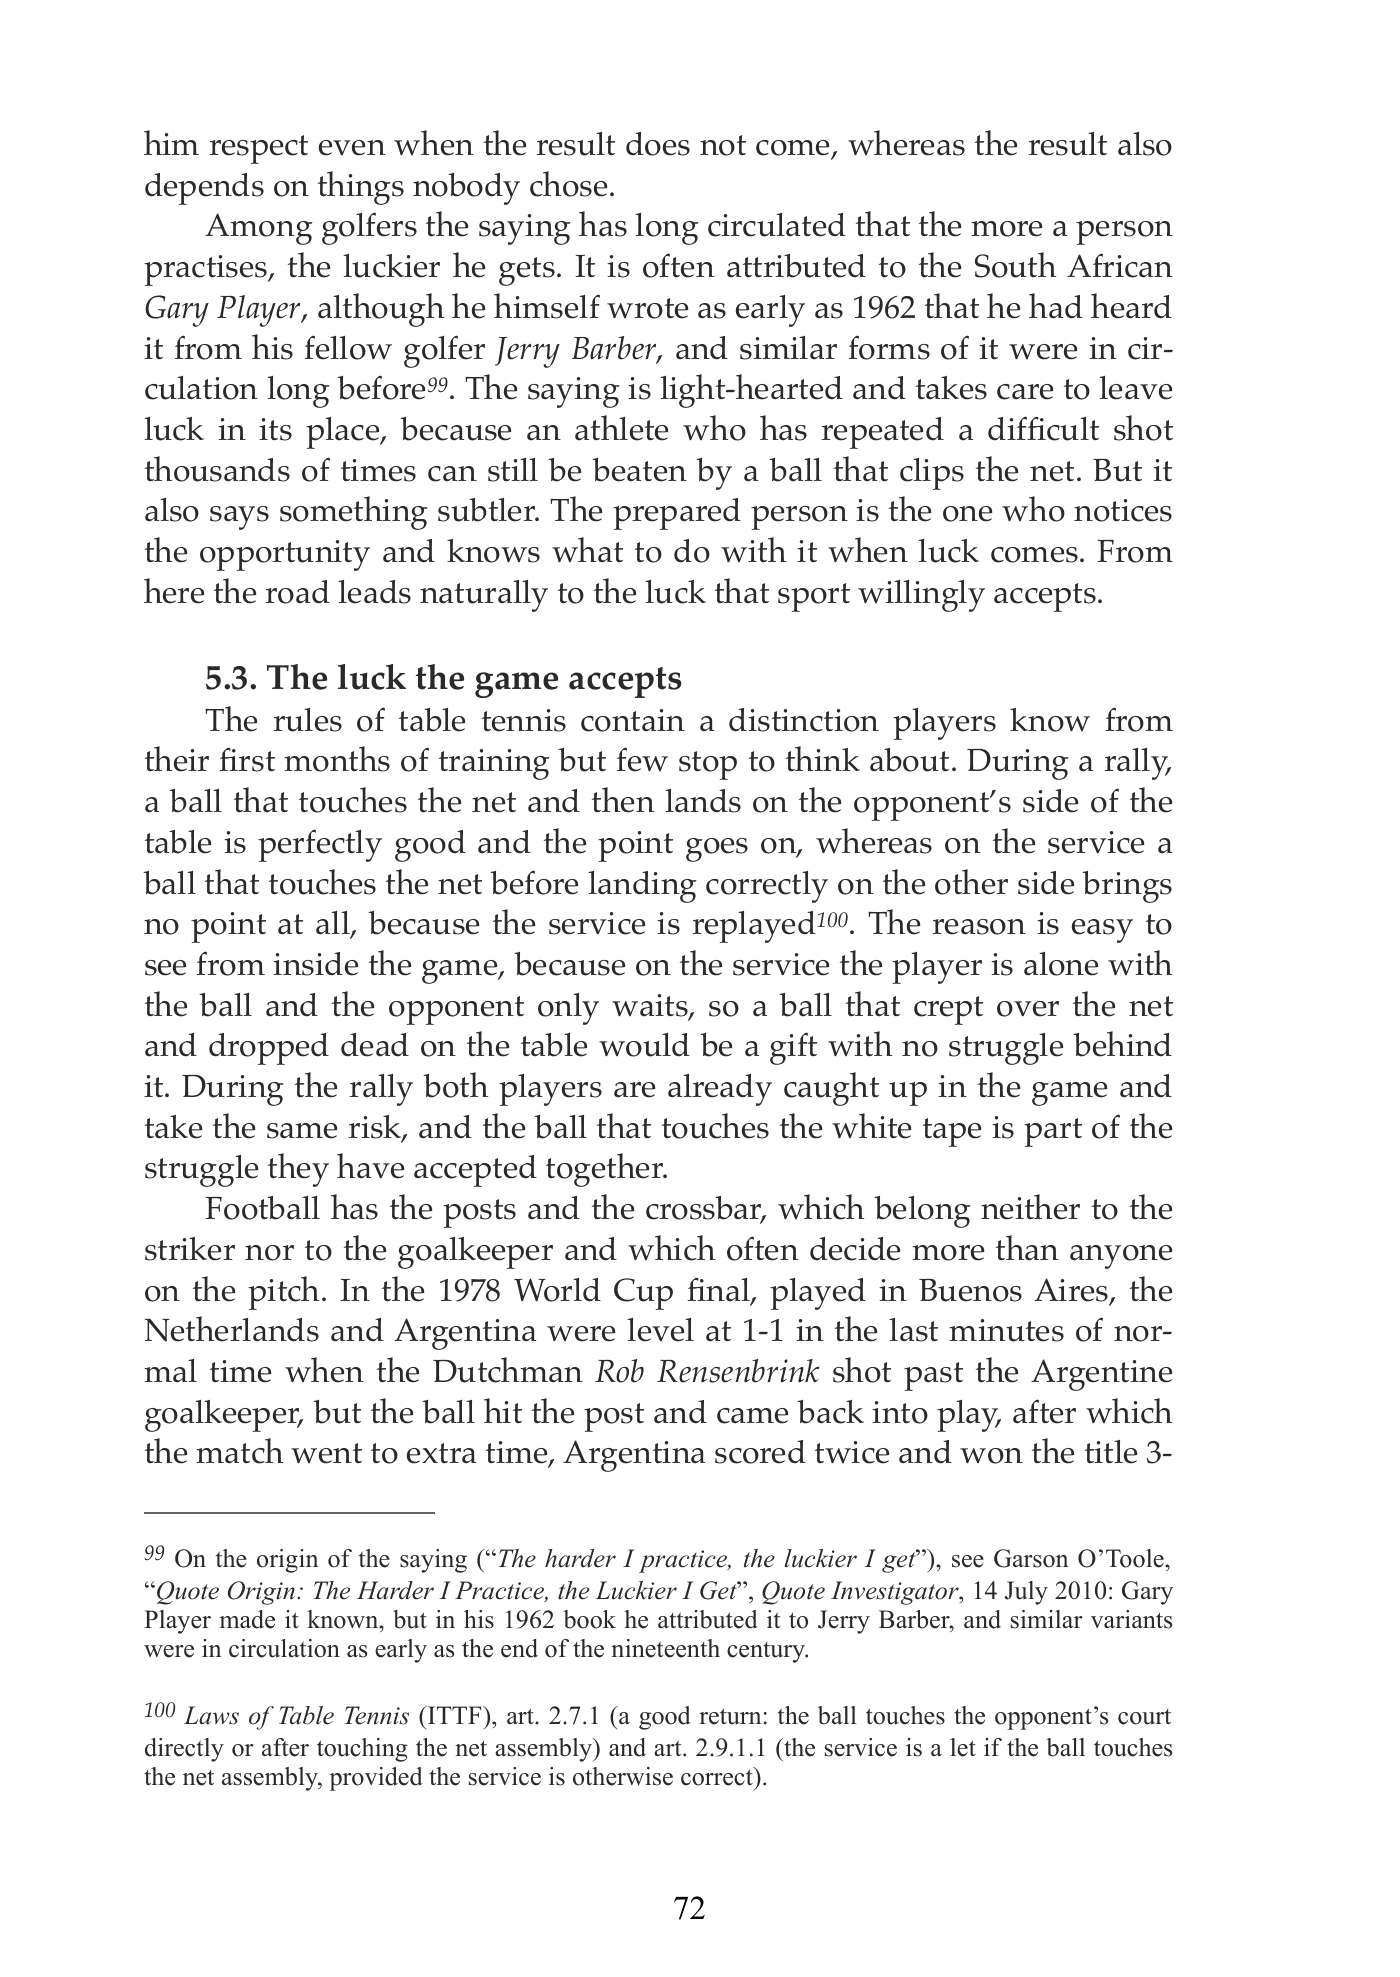 him respect even when the result does not come, whereas the result also
depends on things nobody chose.
Among golfers the saying has long circulated that the more a person
practises, the luckier he gets. It is often attributed to the South African
Gary Player, although he himself wrote as early as 1962 that he had heard
it from his fellow golfer Jerry Barber, and similar forms of it were in cir-
culation long before99. The saying is light-hearted and takes care to leave
luck in its place, because an athlete who has repeated a difficult shot
thousands of times can still be beaten by a ball that clips the net. But it
also says something subtler. The prepared person is the one who notices
the opportunity and knows what to do with it when luck comes. From
here the road leads naturally to the luck that sport willingly accepts.
5.3. The luck the game accepts
The rules of table tennis contain a distinction players know from
their first months of training but few stop to think about. During a rally,
a ball that touches the net and then lands on the opponent’s side of the
table is perfectly good and the point goes on, whereas on the service a
ball that touches the net before landing correctly on the other side brings
no point at all, because the service is replayed100. The reason is easy to
see from inside the game, because on the service the player is alone with
the ball and the opponent only waits, so a ball that crept over the net
and dropped dead on the table would be a gift with no struggle behind
it. During the rally both players are already caught up in the game and
take the same risk, and the ball that touches the white tape is part of the
struggle they have accepted together.
Football has the posts and the crossbar, which belong neither to the
striker nor to the goalkeeper and which often decide more than anyone
on the pitch. In the 1978 World Cup final, played in Buenos Aires, the
Netherlands and Argentina were level at 1-1 in the last minutes of nor-
mal time when the Dutchman Rob Rensenbrink shot past the Argentine
goalkeeper, but the ball hit the post and came back into play, after which
the match went to extra time, Argentina scored twice and won the title 3-
99 On the origin of the saying (“The harder I practice, the luckier I get”), see Garson O’Toole,
“Quote Origin: The Harder I Practice, the Luckier I Get”, Quote Investigator, 14 July 2010: Gary
Player made it known, but in his 1962 book he attributed it to Jerry Barber, and similar variants
were in circulation as early as the end of the nineteenth century.
100 Laws of Table Tennis (ITTF), art. 2.7.1 (a good return: the ball touches the opponent’s court
directly or after touching the net assembly) and art. 2.9.1.1 (the service is a let if the ball touches
the net assembly, provided the service is otherwise correct).
72